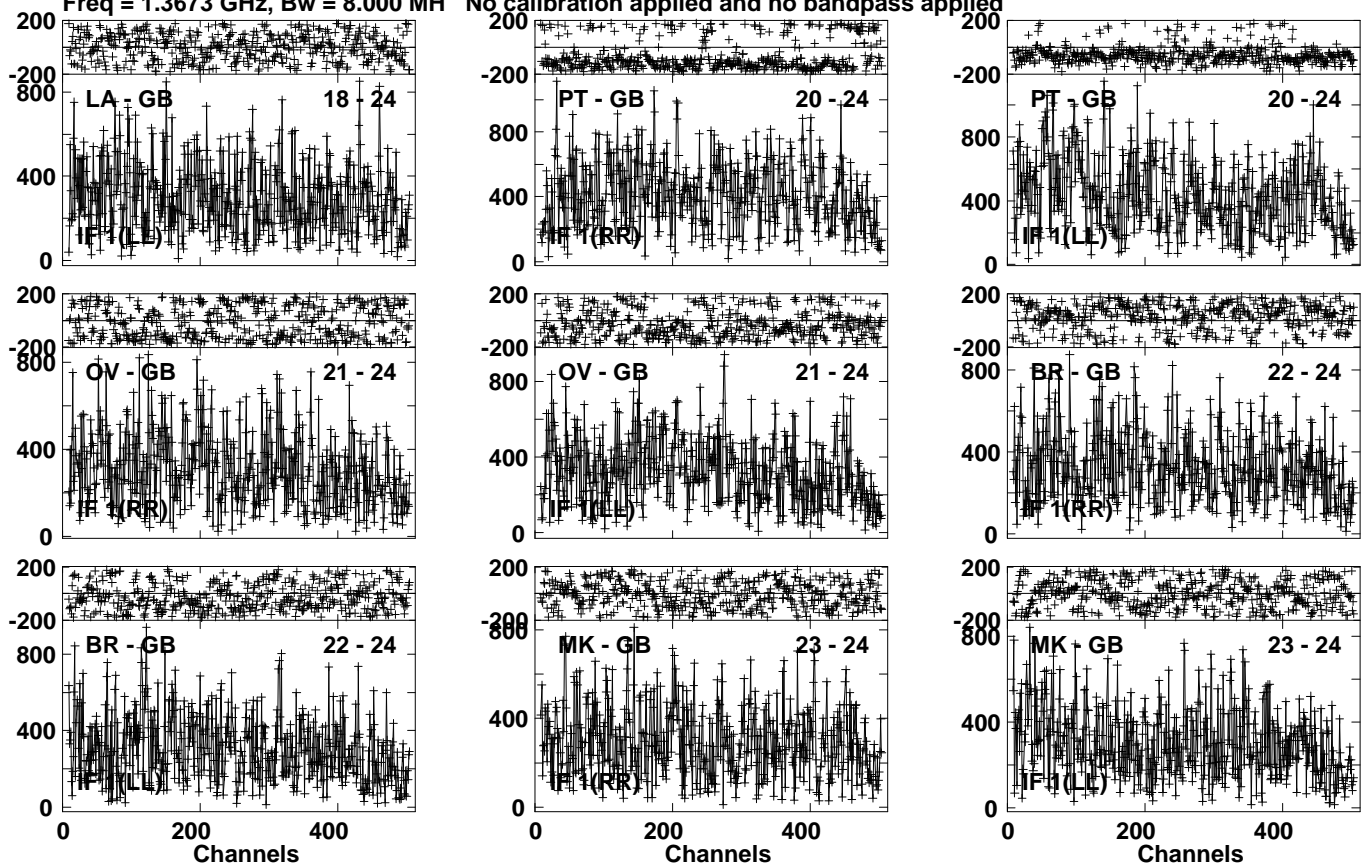 Freq = 1.3673 GHz, Bw = 8.000 MH No calibration applied and no bandpass applied
200
-200
LA - GB 18 - 24
800
400
IF 1(LL)
0
PT - GB 20 - 24
800
400
IF 1(RR)
0
PT - GB 20 - 24
800
400
IF 1(LL)
0
200
-200
OV - GB 21 - 24
800
400
IF 1(RR)
0
200
-200
OV - GB 21 - 24
800
400
IF 1(LL)
0
200
-200
BR - GB 22 - 24
800
400
IF 1(RR)
0
200
-200
BR - GB 22 - 24
800
400
IF 1(LL)
0
0 200 400
Channels
200
-200
MK - GB 23 - 24
800
400
IF 1(RR)
0
0 200 400
Channels
200
-200
MK - GB 23 - 24
800
400
IF 1(LL)
0
0 200 400
Channels